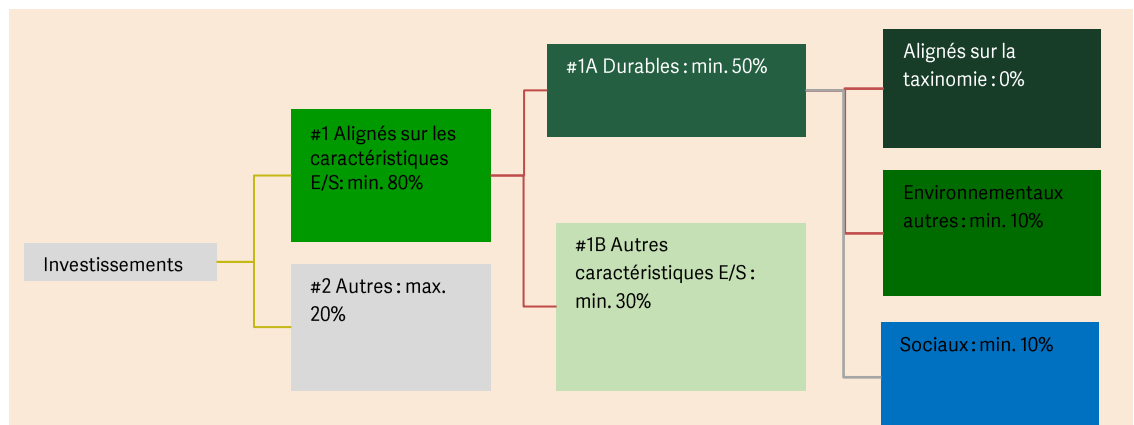 Investissements
#1 Alignés sur les
caractéristiques
E/S: min. 80%
#2 Autres : max.
20%
#1A Durables : min. 50%
#1B Autres
caractéristiques E/S :
min. 30%
Alignés sur la
taxinomie : 0%
Environnementaux
autres : min. 10%
Sociaux : min. 10%